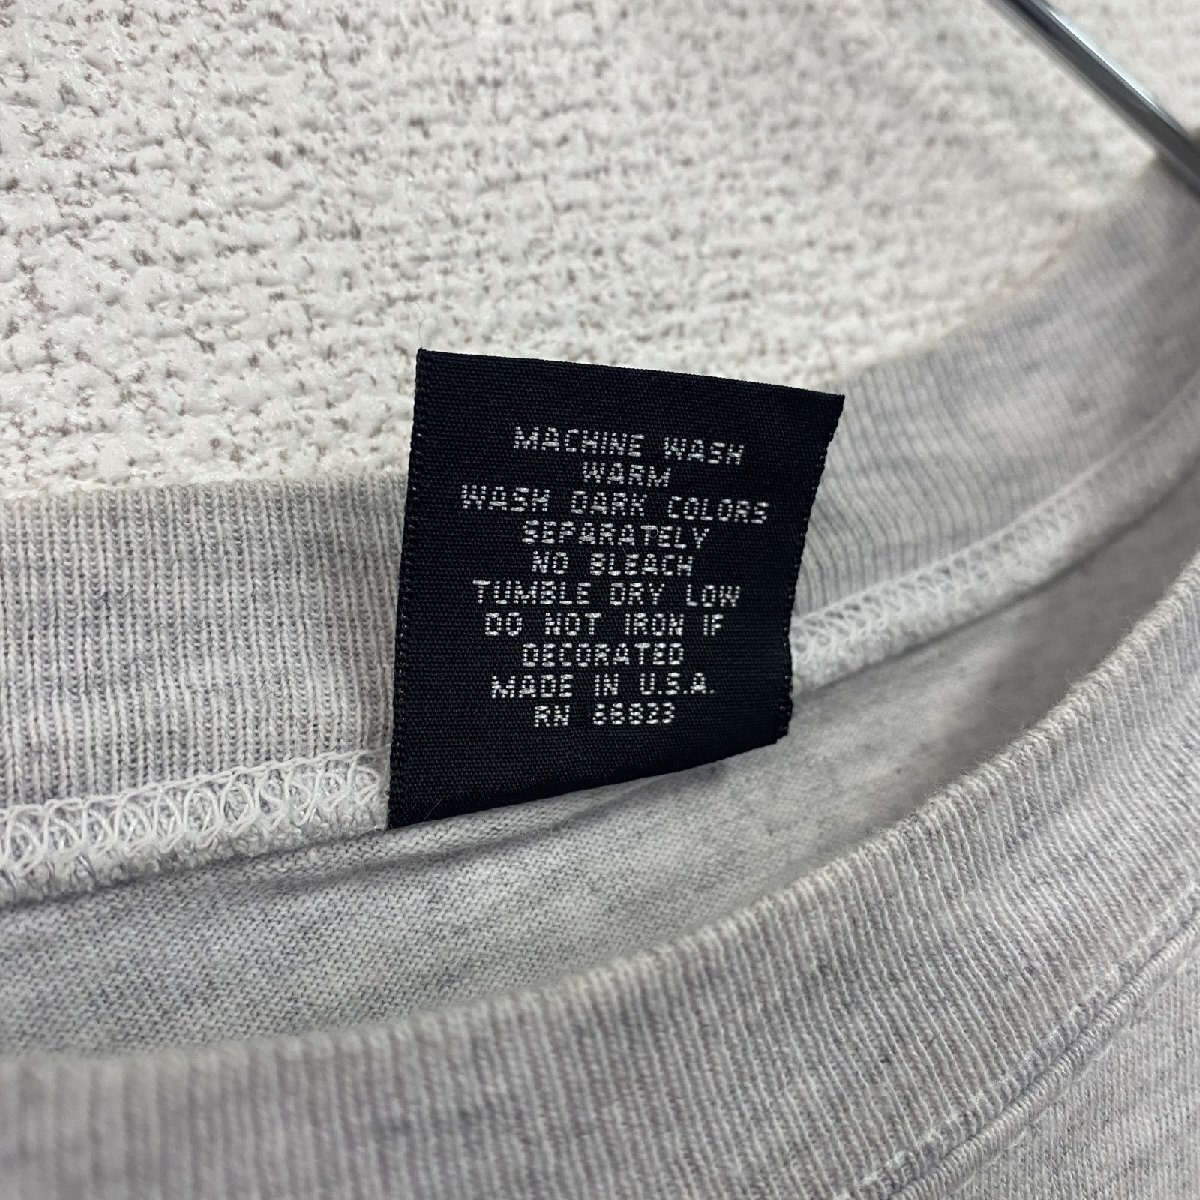 MACHINE WASH
WARM
WASH DARK COLORS
SEPARATELY
NO BLEACH
TUMBLE DRY LOW
DO NOT IRON IF
DECORATED
MADE IN U.S.A.
RN